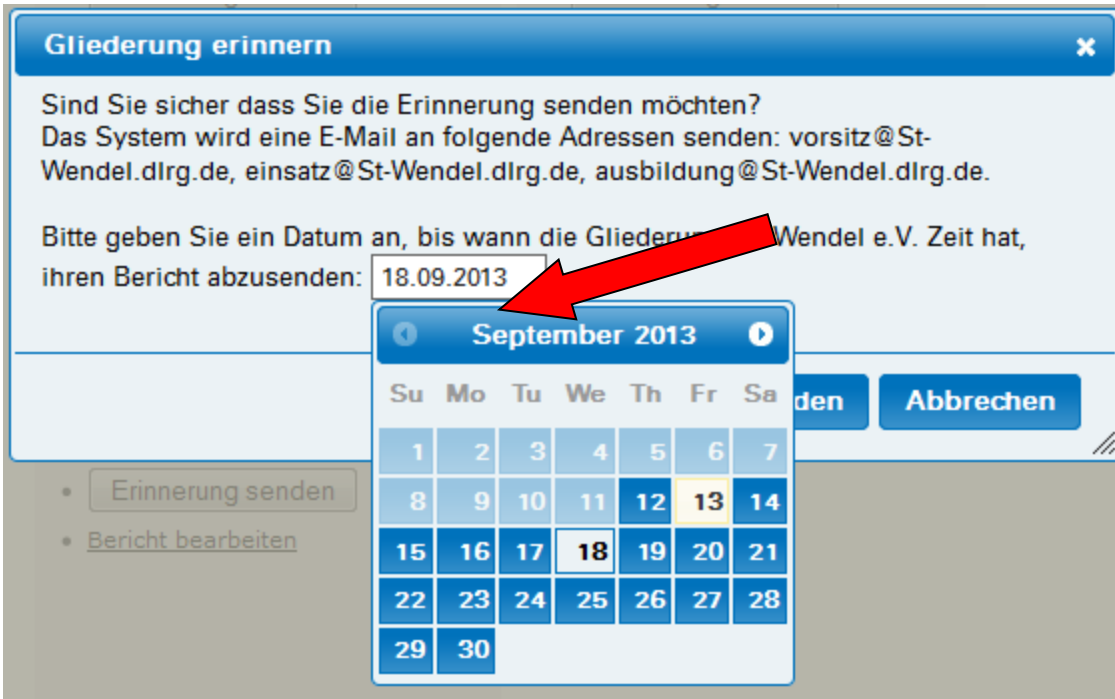 Gliederung erinnern
Sind Sie sicher dass Sie die Erinnerung senden möchten?
Das System wird eine E-Mail an folgende Adressen senden: vorsitz@St-
Wendel.dlrg.de, einsatz@St-Wendel.dlrg.de, ausbildung@St-Wendel.dlrg.de.
Bitte geben Sie ein Datum an, bis wann die Wendel e.V. Zeit hat,
ihren Bericht abzusenden: 18.09.2013
September 2013
Su Mo Tu We Th Fr Sa
den Abbrechen
1 2 3 4 5 6 7
8 9 10 11 12 13 14
15 16 17 18 19 20 21
22 23 24 25 26 27 28
29 30
Erinnerung senden
Bericht bearbeiten